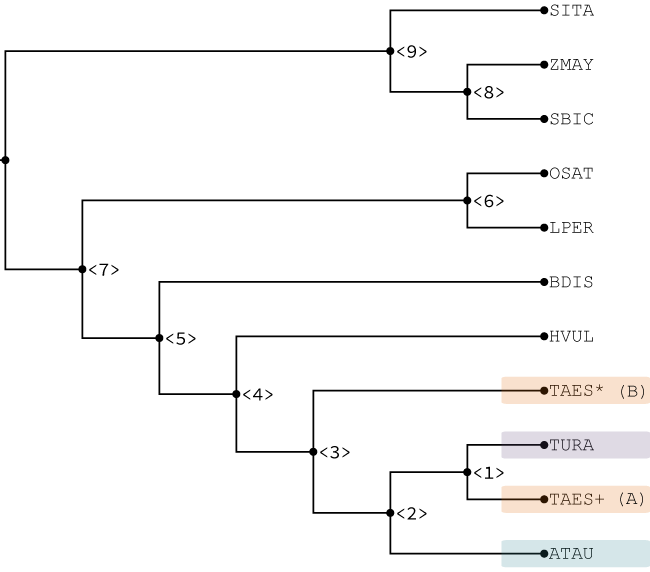 SITA
<9>
ZMAY
<8>
SBIC
OSAT
<6>
LPER
<7>
BDIS
HVUL
<5>
TAES* (B)
<4>
TURA
<3>
<1>
TAES+ (A)
<2>
ATAU